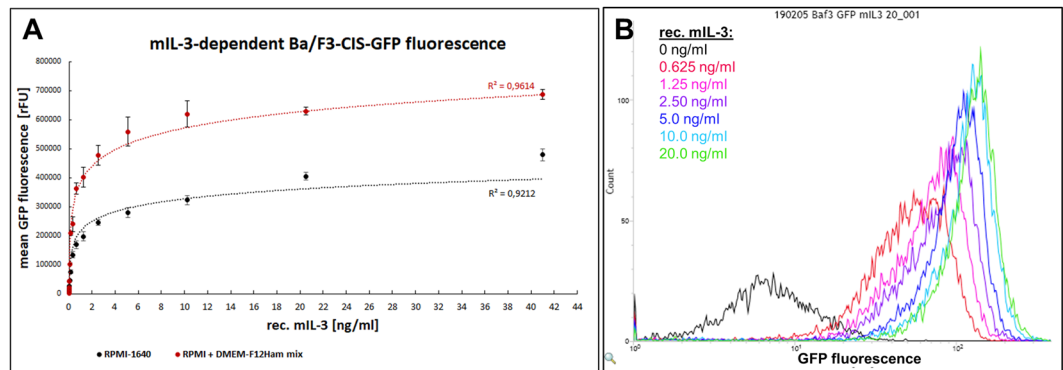 A
mIL-3-dependent Ba/F3-CIS-GFP fluorescence
mean GFP fluorescence [rFU]
800000
700000
600000
500000
400000
300000
200000
100000
0
R² = 0,9614
R² = 0,9212
0 2 4 6 8 10 12 14 16 18 20 22 24 26 28 30 32 34 36 38 40 42 44
rec. mIL-3 [ng/ml]
RPMI-1640
RPMI + DMEM-F12Ham mix
B
190205 Baf3 GFP mIL3 20_001
rec. mIL-3:
0 ng/ml
0.625 ng/ml
1.25 ng/ml
2.50 ng/ml
5.0 ng/ml
10.0 ng/ml
20.0 ng/ml
Count
100
50
0
10⁰ 10¹ 10²
GFP fluorescence